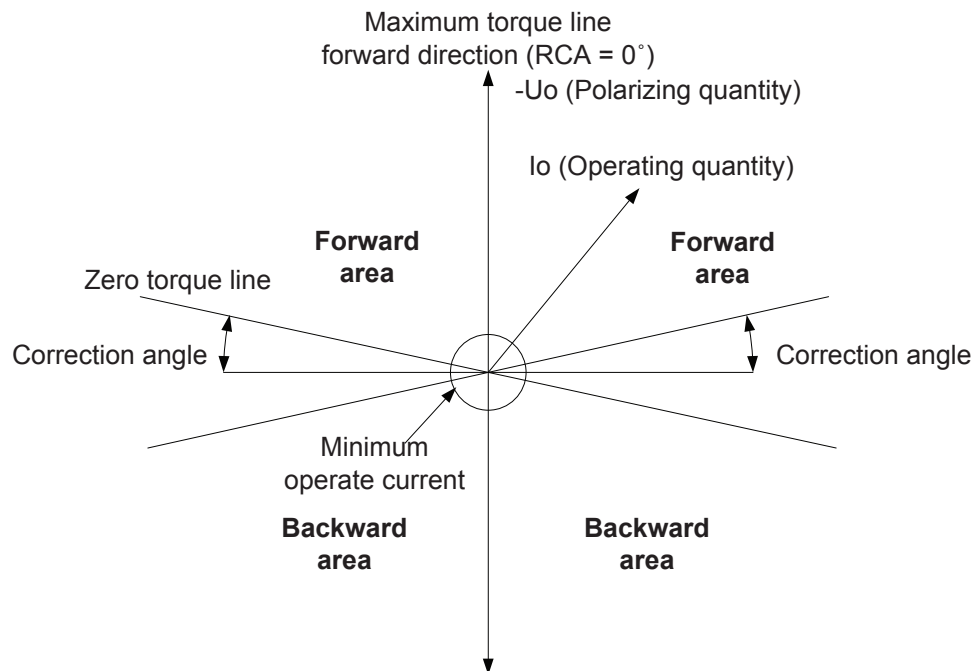 Maximum torque line
forward direction (RCA = 0˚)
-Uo (Polarizing quantity)
Io (Operating quantity)
Forward
area
Forward
area
Zero torque line
Correction angle
Correction angle
Minimum
operate current
Backward
area
Backward
area